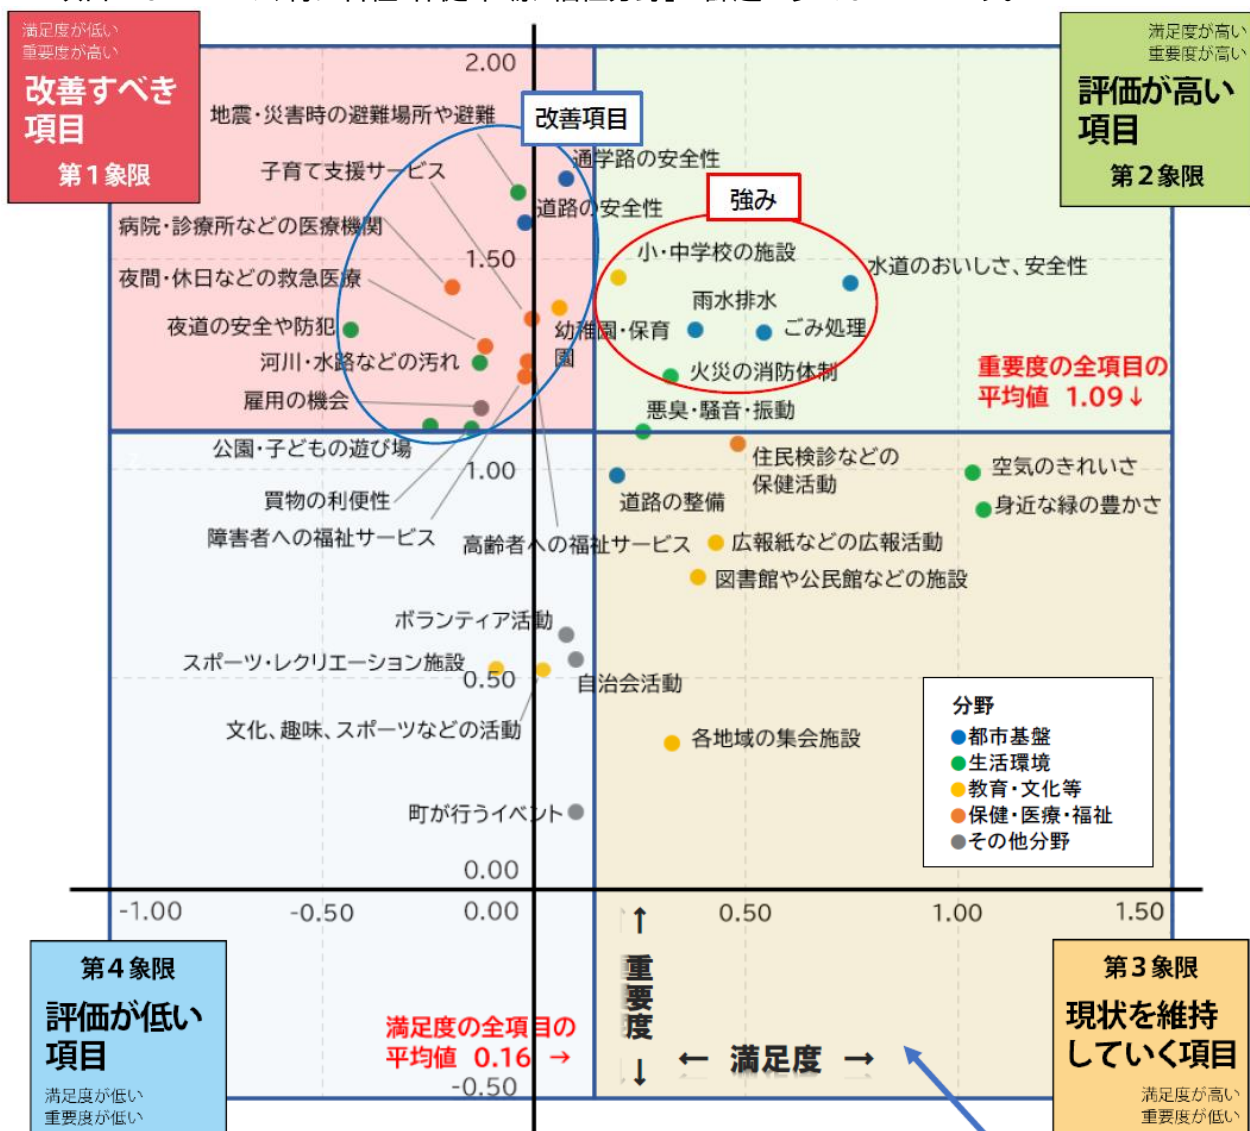 満足度が低い
重要度が高い
改善すべき
項目
第1象限
満足度が高い
重要度が高い
評価が高い
項目
第2象限
2.00
地震・災害時の避難場所や避難
改善項目
通学路の安全性
子育て支援サービス
強み
道路の安全性
病院・診療所などの医療機関
小・中学校の施設
1.50
水道のおいしさ、安全性
夜間・休日などの救急医療
雨水排水
夜道の安全や防犯
幼稚園・保育
園
ごみ処理
河川・水路などの汚れ
火災の消防体制
重要度の全項目の
平均値 1.09↓
雇用の機会
悪臭・騒音・振動
公園・子どもの遊び場
住民検診などの
保健活動
1.00
空気のきれいさ
買物の利便性
道路の整備
身近な緑の豊かさ
障害者への福祉サービス
高齢者への福祉サービス
広報紙などの広報活動
図書館や公民館などの施設
ボランティア活動
スポーツ・レクリエーション施設
0.50
自治会活動
文化、趣味、スポーツなどの活動
各地域の集会施設
分野
都市基盤
生活環境
教育・文化等
保健・医療・福祉
その他分野
町が行うイベント
0.00
-1.00
-0.50
0.00
0.50
1.00
1.50
↑
重要度
↓
← 満足度 →
満足度の全項目の
平均値 0.16 →
-0.50
第4象限
評価が低い
項目
満足度が低い
重要度が低い
第3象限
現状を維持
していく項目
満足度が高い
重要度が低い